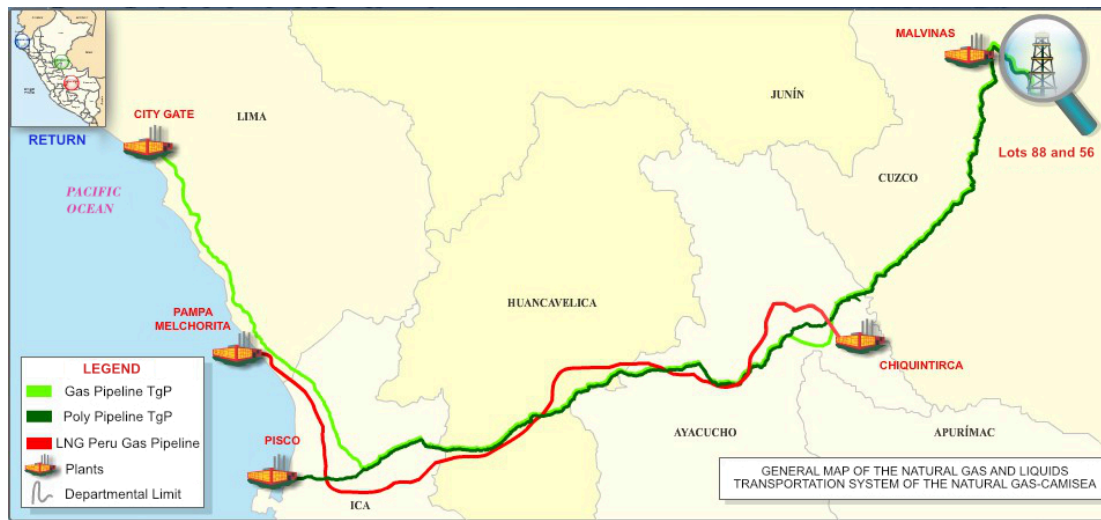 MALVINAS
JUNÍN
CITY GATE
LIMA
RETURN
Lots 88 and 56
CUZCO
PACIFIC
OCEAN
HUANCAVELICA
PAMPA
MELCHORITA
CHIQUINTIRCA
LEGEND
Gas Pipeline TgP
Poly Pipeline TgP
LNG Peru Gas Pipeline
Plants
Departmental Limit
PISCO
AYACUCHO
APURÍMAC
ICA
GENERAL MAP OF THE NATURAL GAS AND LIQUIDS
TRANSPORTATION SYSTEM OF THE NATURAL GAS-CAMISEA